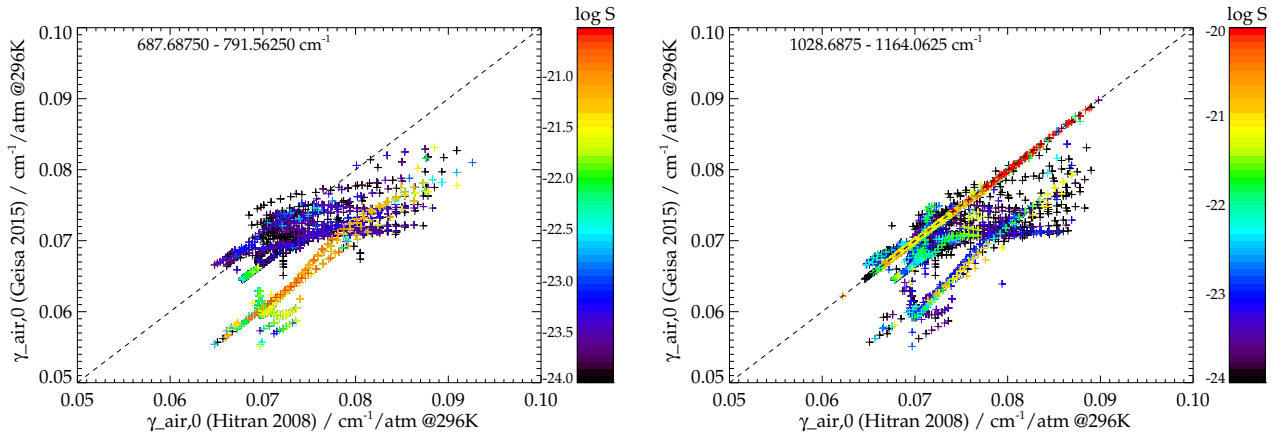 log S
687.68750 - 791.56250 cm⁻¹
0.10
0.09
0.08
0.07
0.06
0.05
γ_air,0 (Geisa 2015) / cm⁻¹/atm @296K
0.05 0.06 0.07 0.08 0.09 0.10
γ_air,0 (Hitran 2008) / cm⁻¹/atm @296K
-21.0
-21.5
-22.0
-22.5
-23.0
-23.5
-24.0
log S
1028.6875 - 1164.0625 cm⁻¹
0.10
0.09
0.08
0.07
0.06
0.05
γ_air,0 (Geisa 2015) / cm⁻¹/atm @296K
0.05 0.06 0.07 0.08 0.09 0.10
γ_air,0 (Hitran 2008) / cm⁻¹/atm @296K
-20
-21
-22
-23
-24